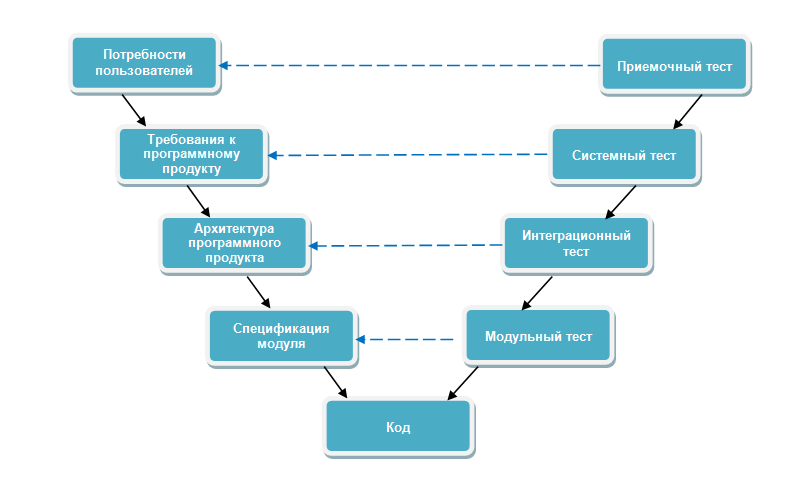 Потребности
пользователей
Приемочный тест
Требования к
программному
продукту
Системный тест
Архитектура
программного
продукта
Интеграционный
тест
Спецификация
модуля
Модульный тест
Код